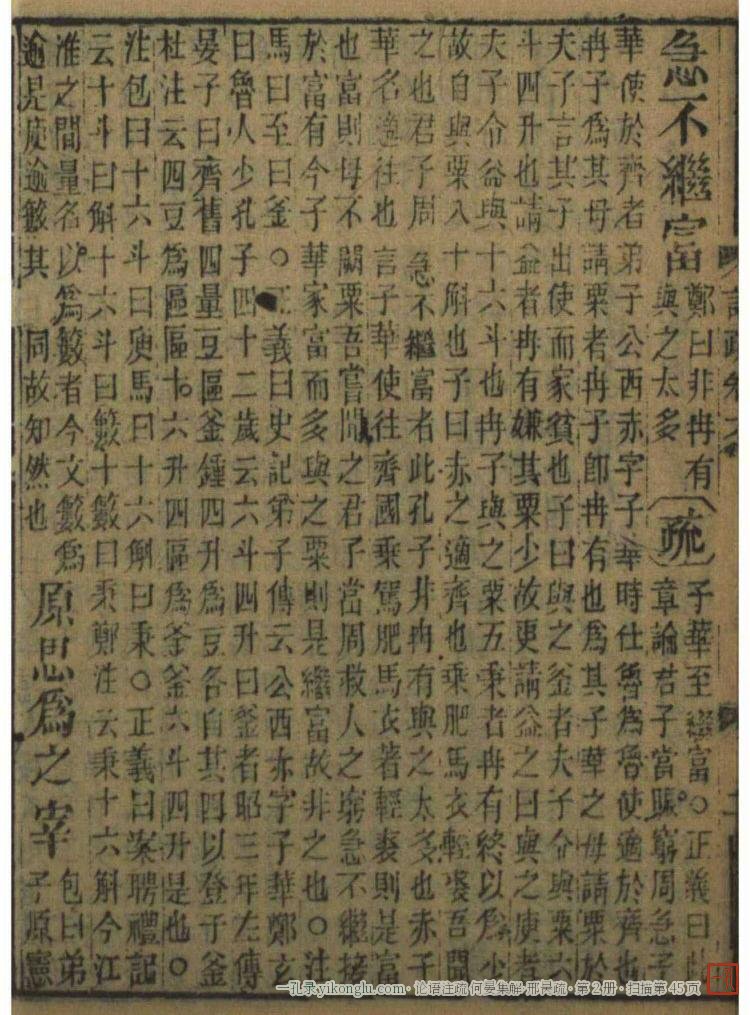 急不繼富
鄭曰非冉有
與之太多
疏
子華至繼富○正義曰此
章論君子當賑窮周急子
華使於齊者弟子公西赤字子華時仕魯爲魯使適於齊也
冉子爲其母請粟者冉子即冉有也爲其子華之母請粟於
夫子言其子出使而家貧也子曰與之釜者夫子令與粟六
斗四升也請益者冉有嫌其粟少故更請益之曰與之庾者
夫子令益與十六斗也冉子與之粟五秉者冉有終以爲少
故自與粟八十斛也子曰赤之適齊也乘肥馬衣輕裘吾聞
之也君子周急不繼富者此孔子非冉有與之太多也赤子
華名適往也言子華使往齊國乘駕肥馬衣著輕裘則是富
也富則母不闕粟吾嘗聞之君子當周救人之窮急不繼接
於富有今子華家富而多與之粟則是繼富故非之也○注
馬曰至曰釜○正義曰史記弟子傳云公西赤字子華鄭玄
曰魯人少孔子四十二歲云六斗四升曰釜者昭三年左傳
晏子曰齊舊四量豆區釜鍾四升爲豆各自其四以登于釜
杜注云四豆爲區區十六升四區爲釜釜六斗四升是也○
注包曰十六斗曰庾馬曰十六斛曰秉○正義曰案聘禮記
云十斗曰斛十六斗曰籔十籔曰秉鄭注云秉十六斛今江
淮之間量名以爲籔者今文籔爲
逾是庾逾籔其同故知然也
原思爲之宰
包曰弟
子原憲
一孔录yikonglu.com · 论语注疏·何晏集解·邢昺疏 · 第 2 册 · 扫描第 45 页